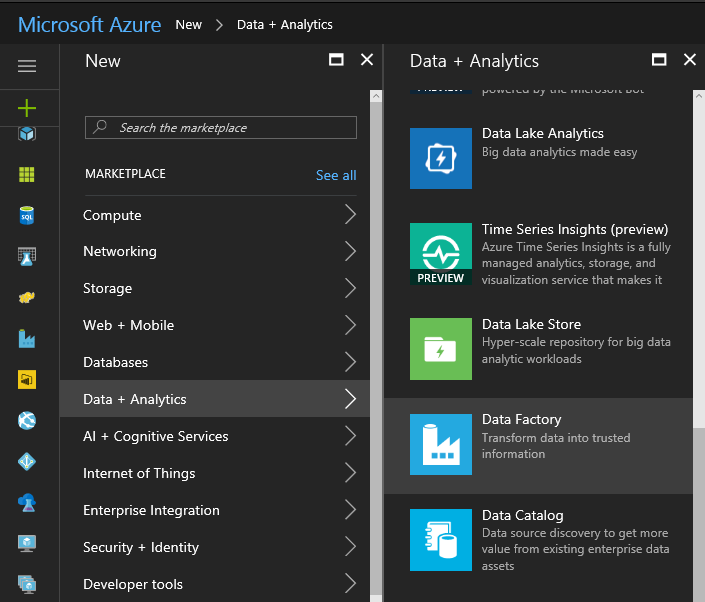 Microsoft Azure New > Data + Analytics
New
Search the marketplace
MARKETPLACE See all
Compute
Networking
Storage
Web + Mobile
Databases
Data + Analytics
AI + Cognitive Services
Internet of Things
Enterprise Integration
Security + Identity
Developer tools
SQL
Data + Analytics
PREVIEW
powered by the Microsoft Bot
Data Lake Analytics
Big data analytics made easy
Time Series Insights (preview)
Azure Time Series Insights is a fully
managed analytics, storage, and
visualization service that makes it
PREVIEW
Data Lake Store
Hyper-scale repository for big data
analytic workloads
Data Factory
Transform data into trusted
information
Data Catalog
Data source discovery to get more
value from existing enterprise data
assets